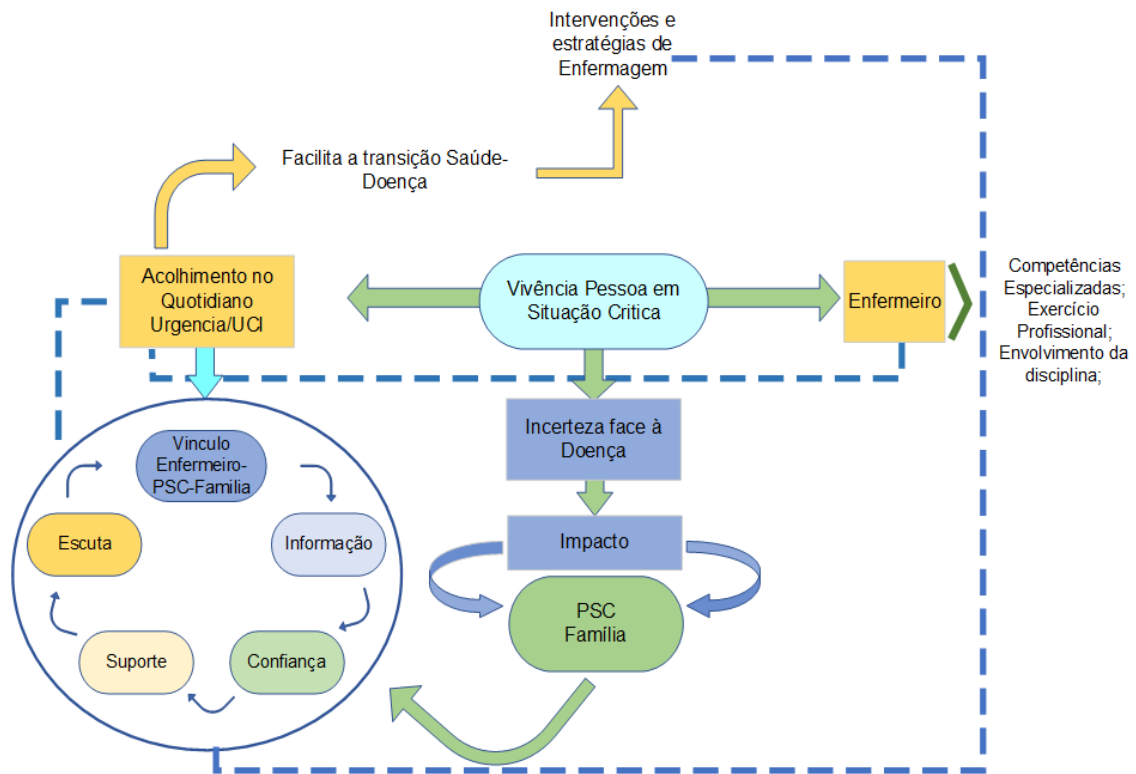 Intervenções e
estratégias de
Enfermagem
Facilita a transição Saúde-
Doença
Acolhimento no
Quotidiano
Urgencia/UCI
Vivência Pessoa em
Situação Critica
Enfermeiro
Competências
Especializadas;
Exercício
Profissional;
Envolvimento da
disciplina;
Incerteza face à
Doença
Impacto
PSC
Família
Vinculo
Enfermeiro-
PSC-Familia
Informação
Confiança
Suporte
Escuta